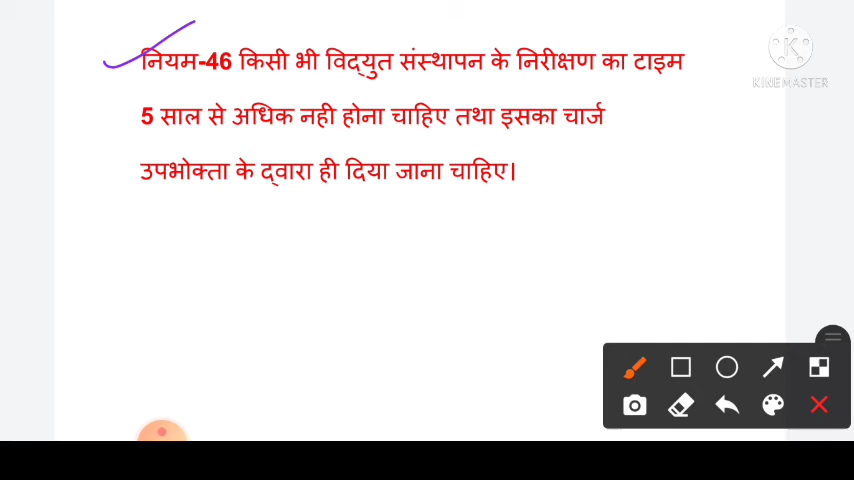 नियम-46 किसी भी विद्युत संस्थापन के निरीक्षण का टाइम
5 साल से अधिक नही होना चाहिए तथा इसका चार्ज
उपभोक्ता के द्वारा ही दिया जाना चाहिए।
K
KINEMASTER